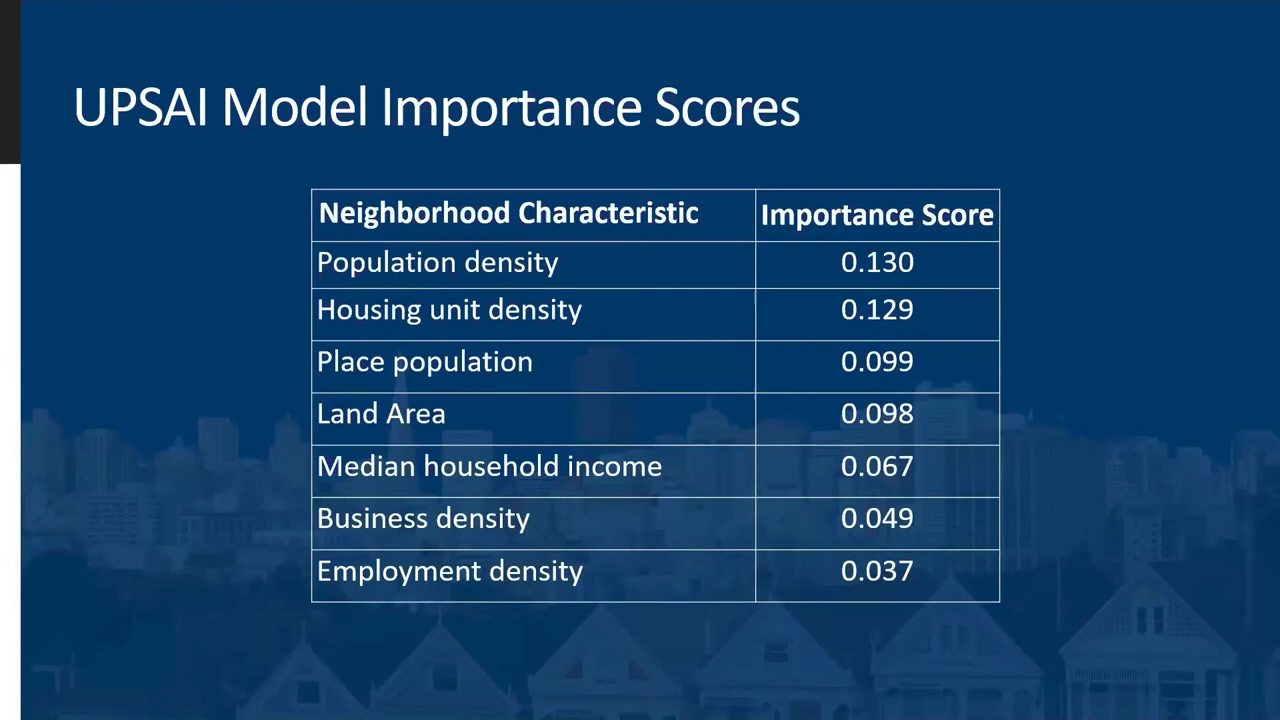 UPSAI Model Importance Scores
Neighborhood Characteristic Importance Score
Population density 0.130
Housing unit density 0.129
Place population 0.099
Land Area 0.098
Median household income 0.067
Business density 0.049
Employment density 0.037